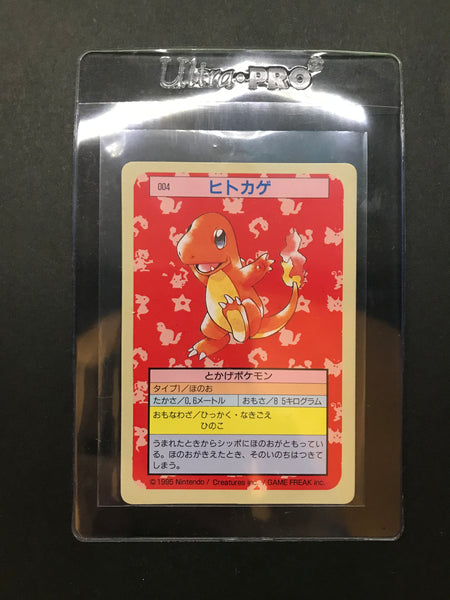 Ultra·PRO®
004 ヒトカゲ
とかげポケモン
タイプ1/ほのお
たかさ/0.6メートル おもさ/8 5キログラム
おもなわざ/ひっかく・なきごえ
ひのこ
うまれたときからシッポにほのおがともっている。
ほのおがきえたとき、そのいのちはつきて
しまう。
©1995 Nintendo/Creatures inc./GAME FREAK inc.